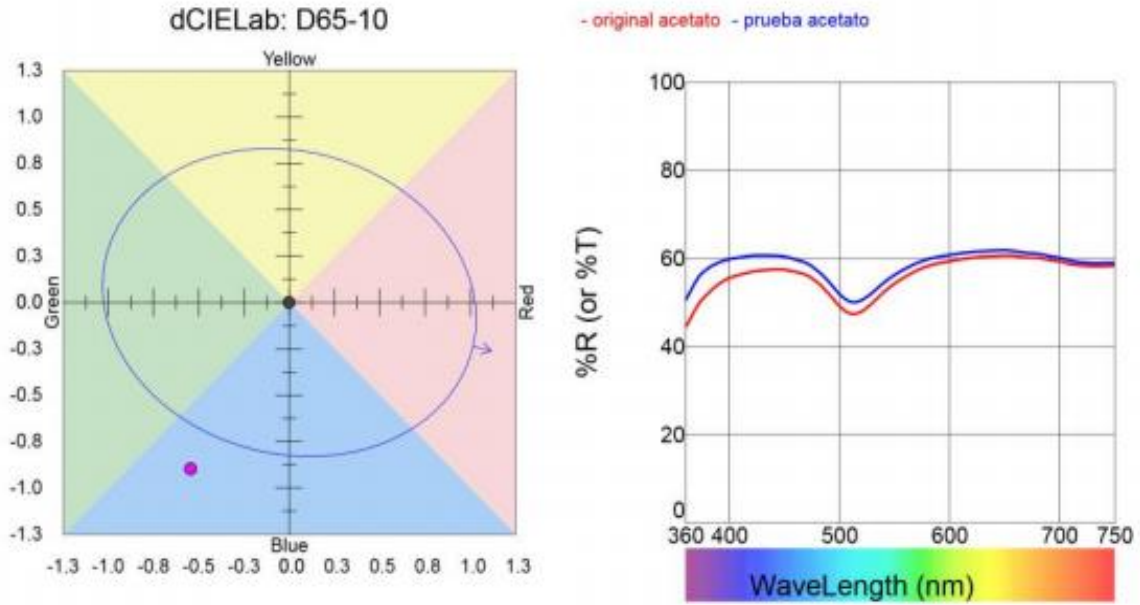 dCIELab: D65-10
Yellow
1.3
1.0
0.8
0.5
0.3
0.0
-0.3
-0.5
-0.8
-1.0
-1.3
Green
Red
Blue
-1.3 -1.0 -0.8 -0.5 -0.3 0.0 0.3 0.5 0.8 1.0 1.3
- original acetato - prueba acetato
100
80
60
40
20
0
%R (or %T)
360 400 500 600 700 750
WaveLength (nm)